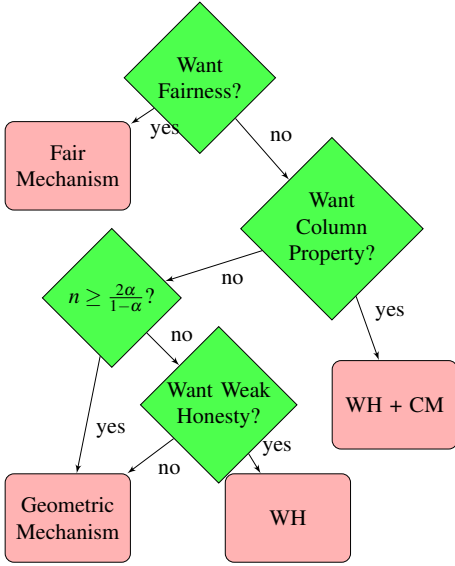 Want
Fairness?
yes
no
Fair
Mechanism
Want
Column
Property?
no
n ≥ 2α/1−α?
yes
no
Want Weak
Honesty?
WH + CM
yes
yes
no
Geometric
Mechanism
WH